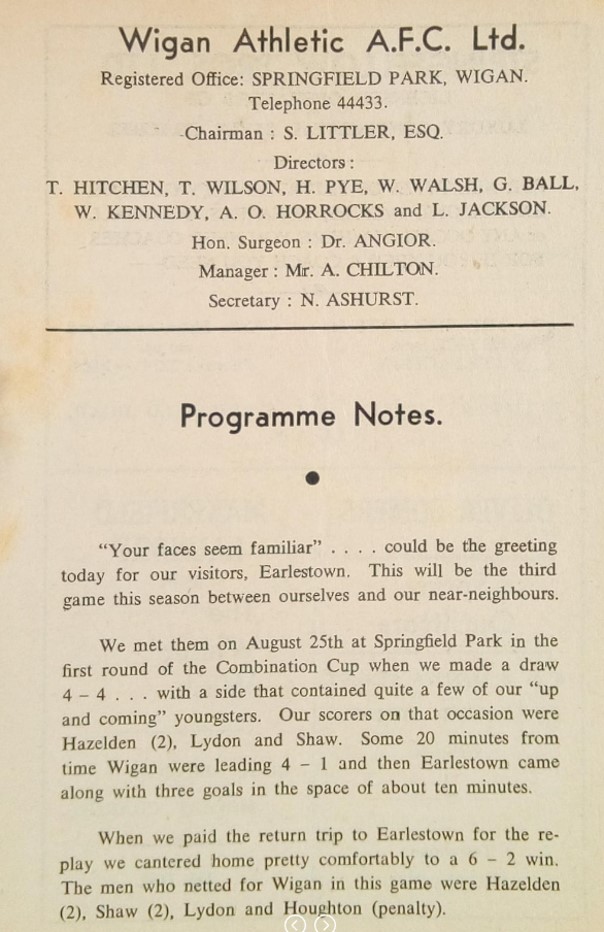 Wigan Athletic A.F.C. Ltd.
Registered Office: SPRINGFIELD PARK, WIGAN.
Telephone 44433.
Chairman : S. LITTLER, ESQ.
Directors :
T. HITCHEN, T. WILSON, H. PYE, W. WALSH, G. BALL,
W. KENNEDY, A. O. HORROCKS and L. JACKSON.
Hon. Surgeon : Dr. ANGIOR.
Manager : Mr. A. CHILTON.
Secretary : N. ASHURST.
Programme Notes.
"Your faces seem familiar" . . . . could be the greeting
today for our visitors, Earlestown. This will be the third
game this season between ourselves and our near-neighbours.
We met them on August 25th at Springfield Park in the
first round of the Combination Cup when we made a draw
4 – 4 . . . with a side that contained quite a few of our "up
and coming" youngsters. Our scorers on that occasion were
Hazelden (2), Lydon and Shaw. Some 20 minutes from
time Wigan were leading 4 – 1 and then Earlestown came
along with three goals in the space of about ten minutes.
When we paid the return trip to Earlestown for the re-
play we cantered home pretty comfortably to a 6 – 2 win.
The men who netted for Wigan in this game were Hazelden
(2), Shaw (2), Lydon and Houghton (penalty).